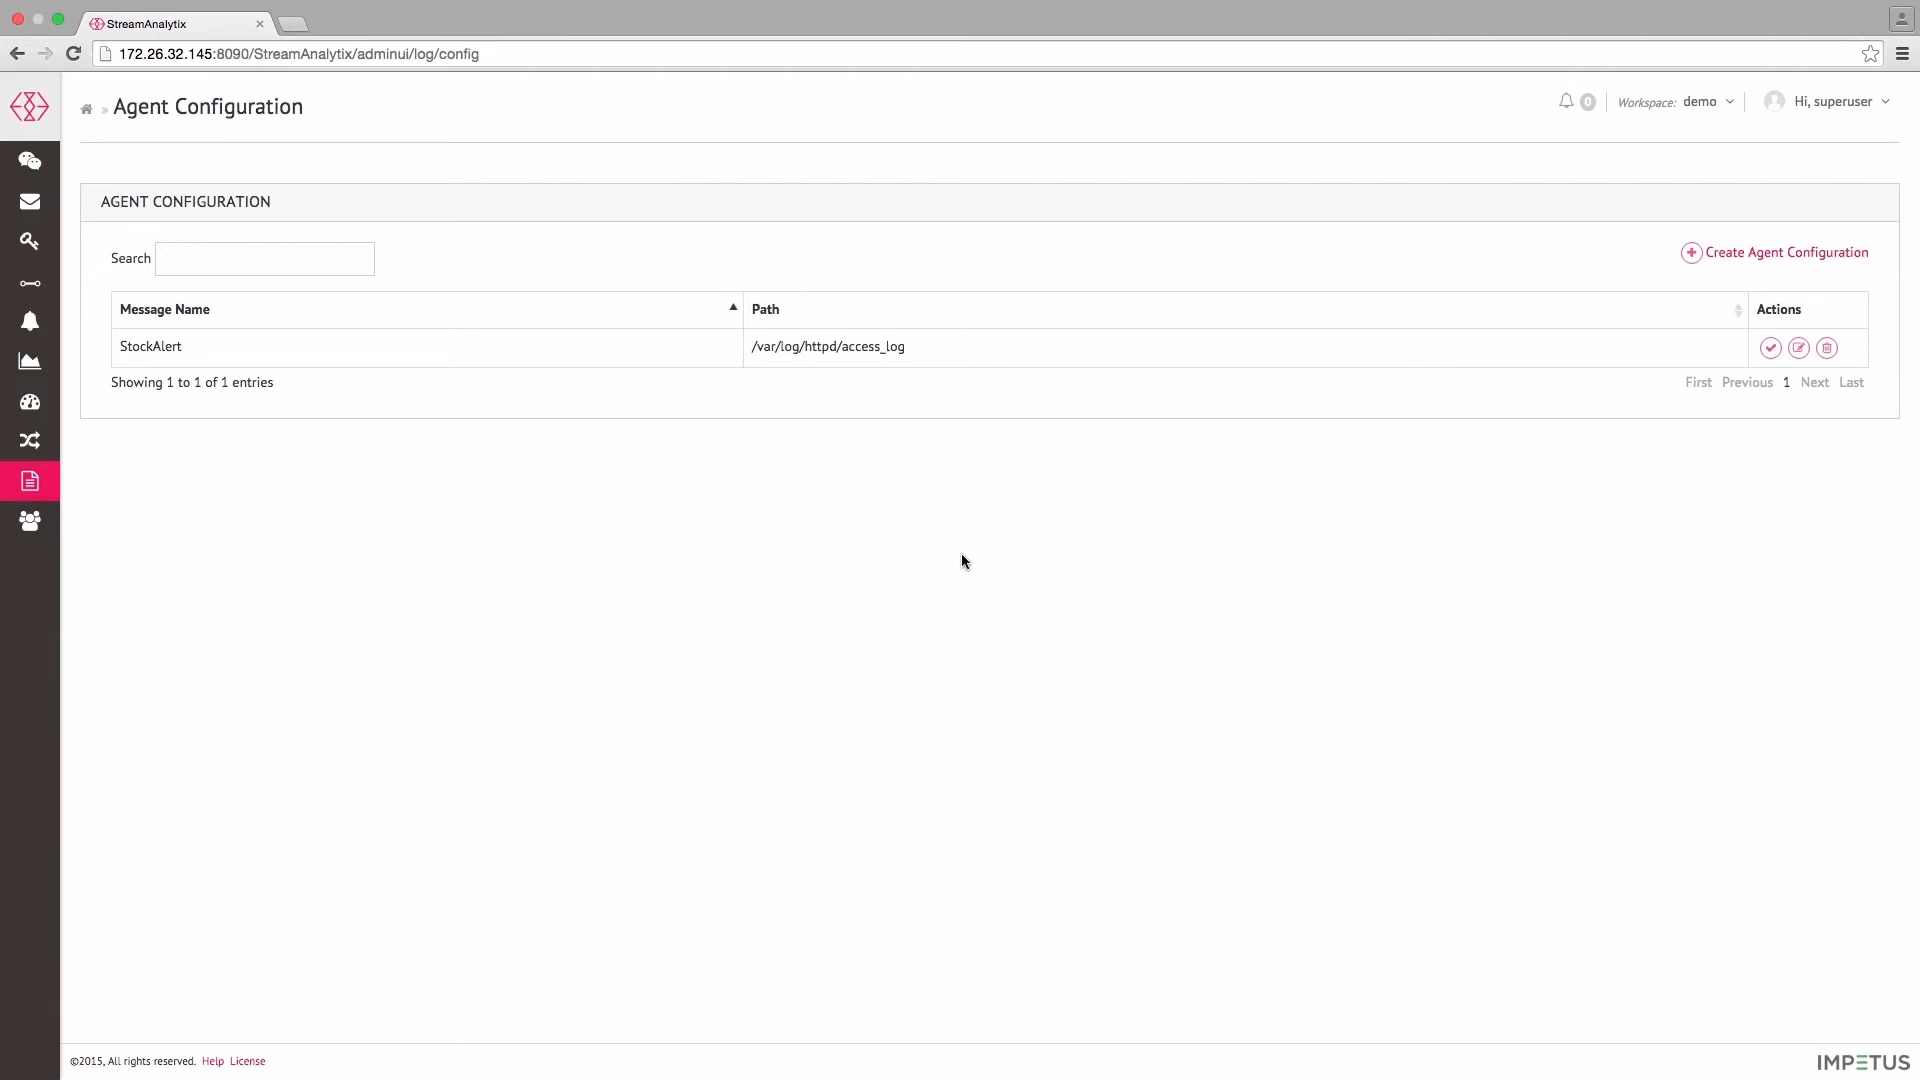 StreamAnalytix
172.26.32.145:8090/StreamAnalytix/adminui/log/config
» Agent Configuration
0
Workspace: demo
Hi, superuser
AGENT CONFIGURATION
Search
Create Agent Configuration
Message Name Path Actions
StockAlert /var/log/httpd/access_log
Showing 1 to 1 of 1 entries
First Previous 1 Next Last
©2015, All rights reserved. Help License
IMPETUS